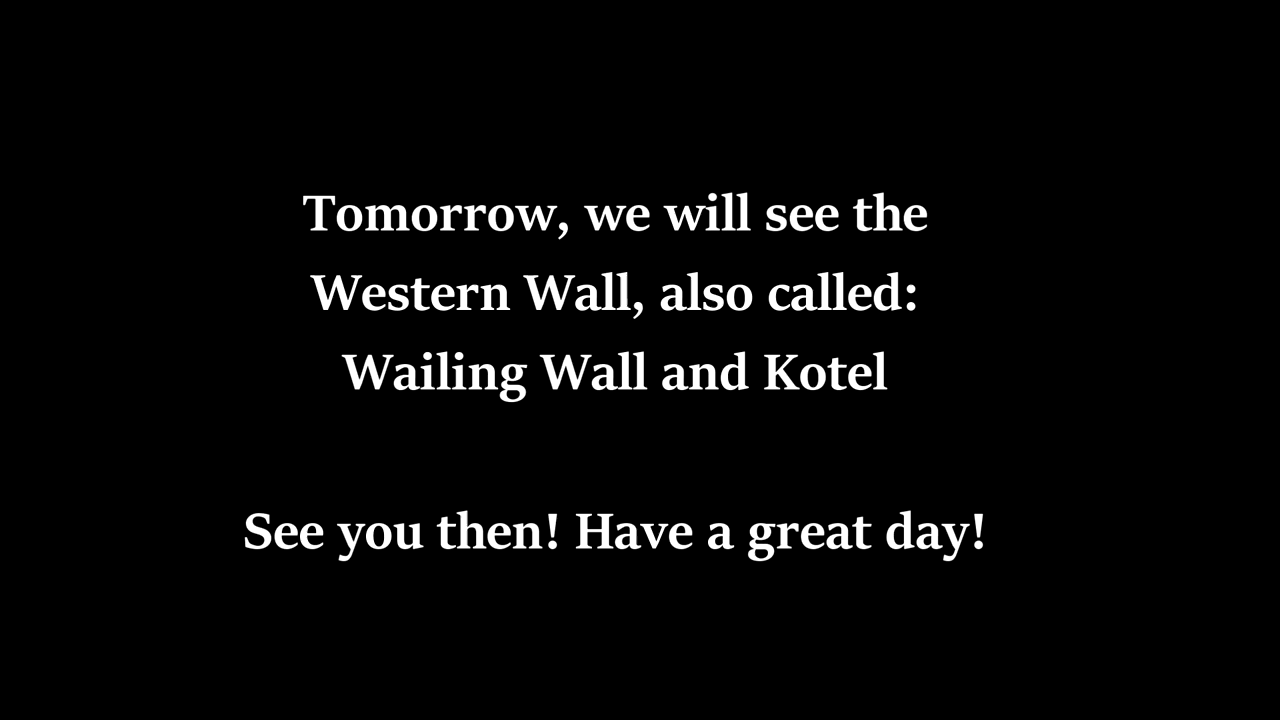 Tomorrow, we will see the
Western Wall, also called:
Wailing Wall and Kotel
See you then! Have a great day!